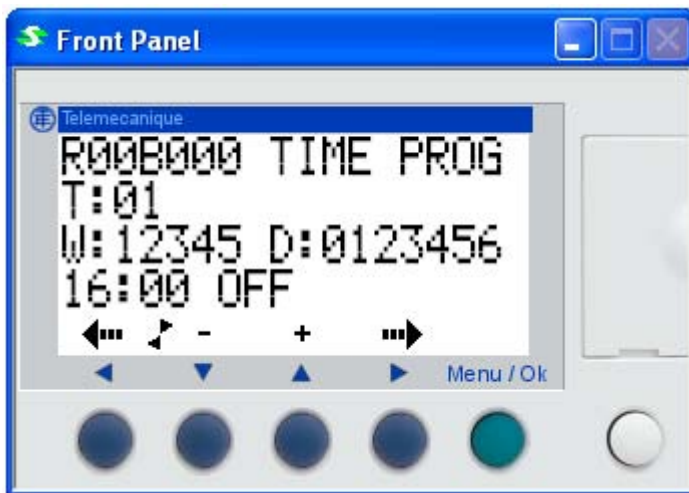 Front Panel
Telemecanique
R00B000 TIME PROG
T:01
W:12345 D:0123456
16:00 OFF
- +
Menu / Ok